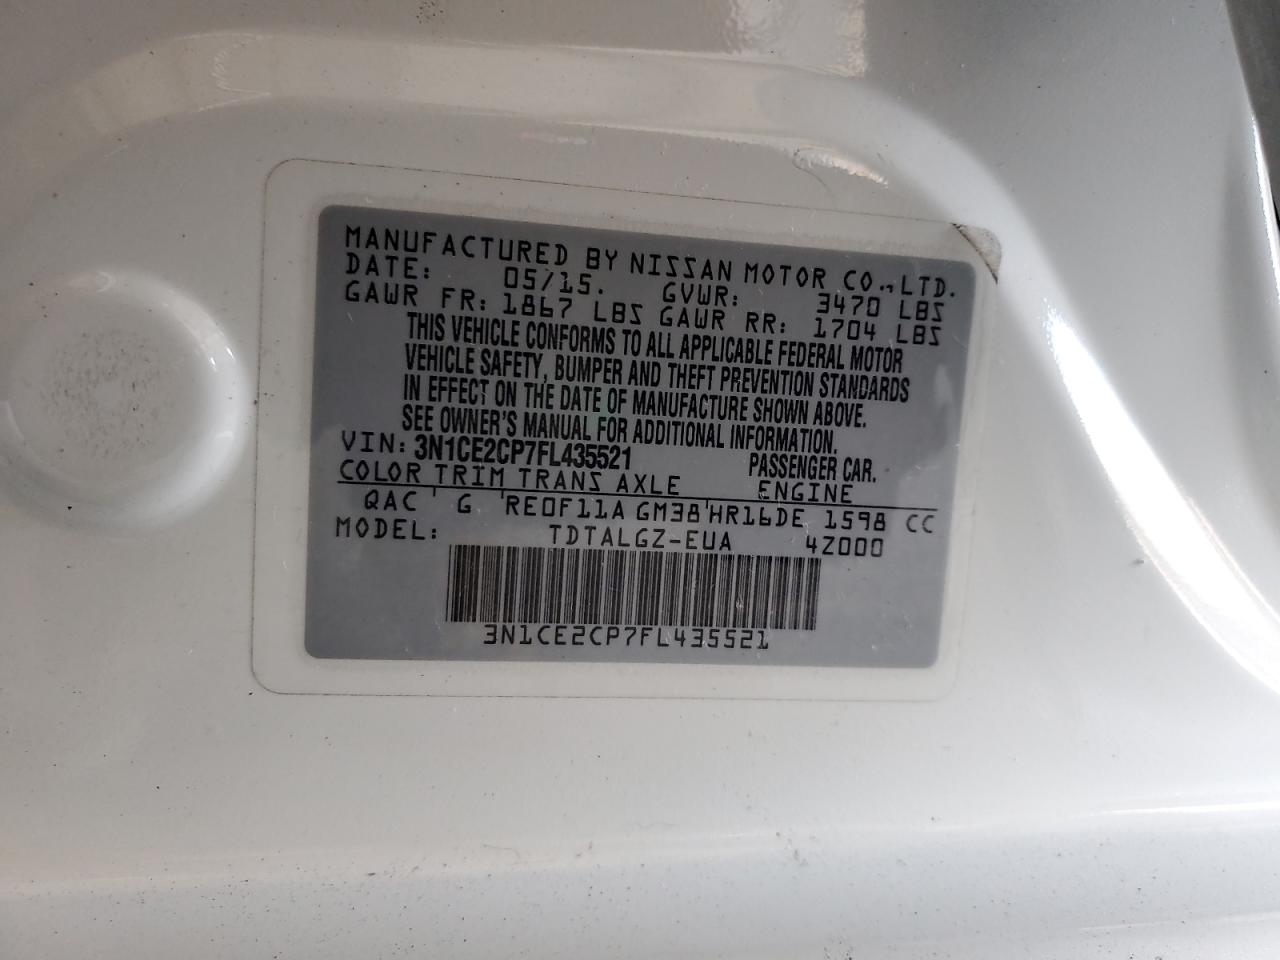 MANUFACTURED BY NISSAN MOTOR CO., LTD.
DATE: 05/15. GVWR: 3470 LBS
GAWR FR: 1867 LBS GAWR RR: 1704 LBS
THIS VEHICLE CONFORMS TO ALL APPLICABLE FEDERAL MOTOR
VEHICLE SAFETY, BUMPER AND THEFT PREVENTION STANDARDS
IN EFFECT ON THE DATE OF MANUFACTURE SHOWN ABOVE.
SEE OWNER'S MANUAL FOR ADDITIONAL INFORMATION.
VIN: 3N1CE2CP7FL435521 PASSENGER CAR.
COLOR TRIM TRANS AXLE ENGINE
QAC ' G ' RE0F11A GM38 ' HR16DE 1598 CC
MODEL: TDTALGZ-EUA 4Z000
3N1CE2CP7FL435521